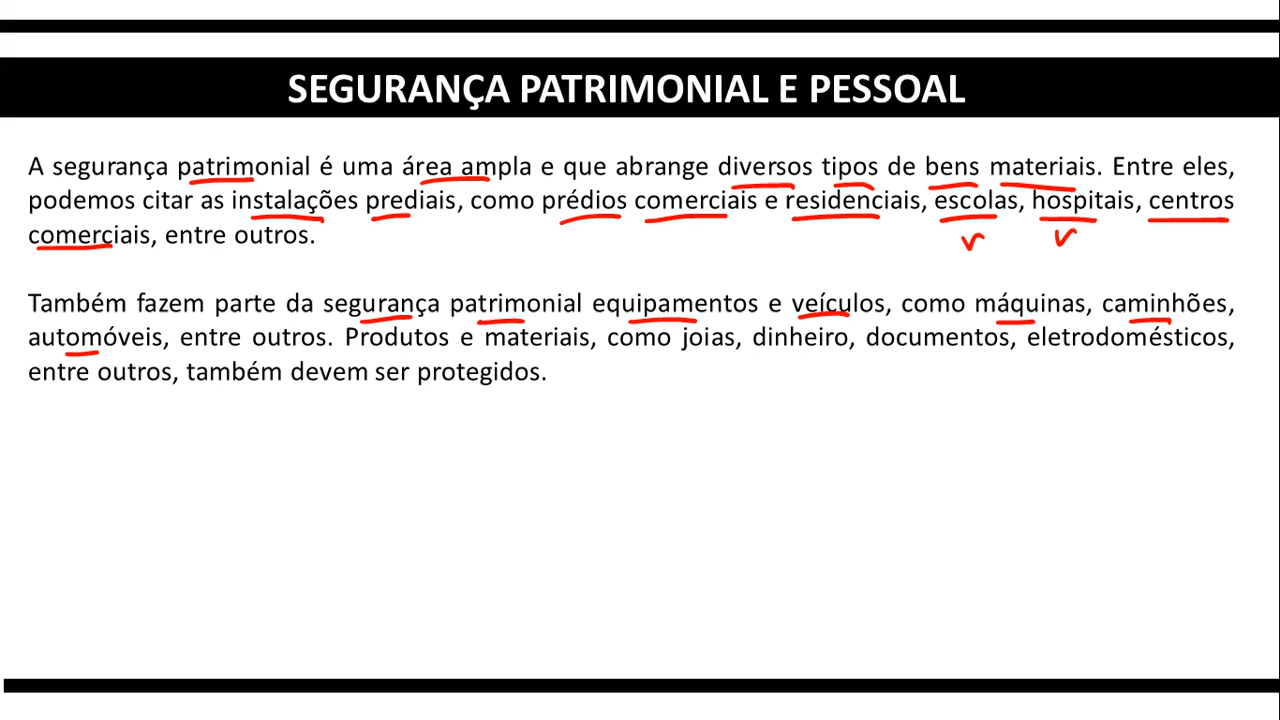 SEGURANÇA PATRIMONIAL E PESSOAL
A segurança patrimonial é uma área ampla e que abrange diversos tipos de bens materiais. Entre eles,
podemos citar as instalações prediais, como prédios comerciais e residenciais, escolas, hospitais, centros
comerciais, entre outros.
Também fazem parte da segurança patrimonial equipamentos e veículos, como máquinas, caminhões,
automóveis, entre outros. Produtos e materiais, como joias, dinheiro, documentos, eletrodomésticos,
entre outros, também devem ser protegidos.